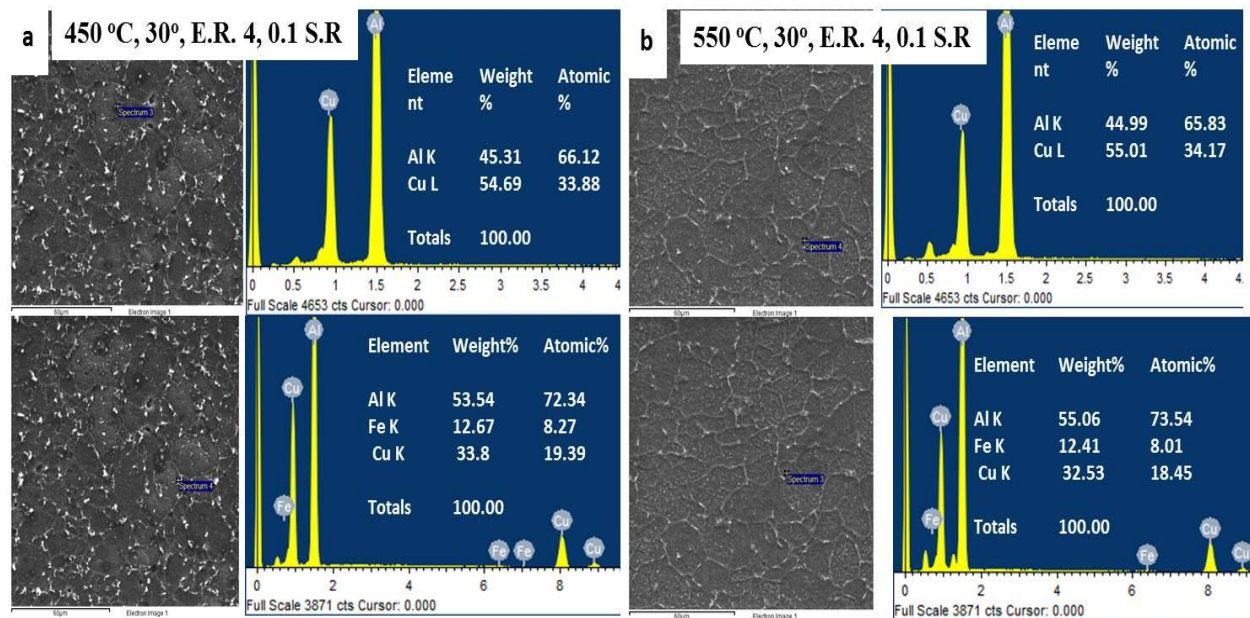 a 450 °C, 30°, E.R. 4, 0.1 S.R
Spectrum 3
60µm Electron Image 1
Al
Cu
Eleme Weight Atomic
nt % %
Al K 45.31 66.12
Cu L 54.69 33.88
Totals 100.00
0 0.5 1 1.5 2 2.5 3 3.5 4 4.
Full Scale 4653 cts Cursor: 0.000
Spectrum 4
60µm Electron Image 1
Al
Cu
Fe
Element Weight% Atomic%
Al K 53.54 72.34
Fe K 12.67 8.27
Cu K 33.8 19.39
Totals 100.00
Cu
Fe Fe Cu
0 2 4 6 8
Full Scale 3871 cts Cursor: 0.000
b 550 °C, 30°, E.R. 4, 0.1 S.R
Spectrum 4
60µm Electron Image 1
Al
Cu
Eleme Weight Atomic
nt % %
Al K 44.99 65.83
Cu L 55.01 34.17
Totals 100.00
0 0.5 1 1.5 2 2.5 3 3.5 4 4.
Full Scale 4653 cts Cursor: 0.000
Spectrum 3
60µm Electron Image 1
Al
Cu
Fe
Element Weight% Atomic%
Al K 55.06 73.54
Fe K 12.41 8.01
Cu K 32.53 18.45
Totals 100.00
Cu
Fe Cu
0 2 4 6 8
Full Scale 3871 cts Cursor: 0.000